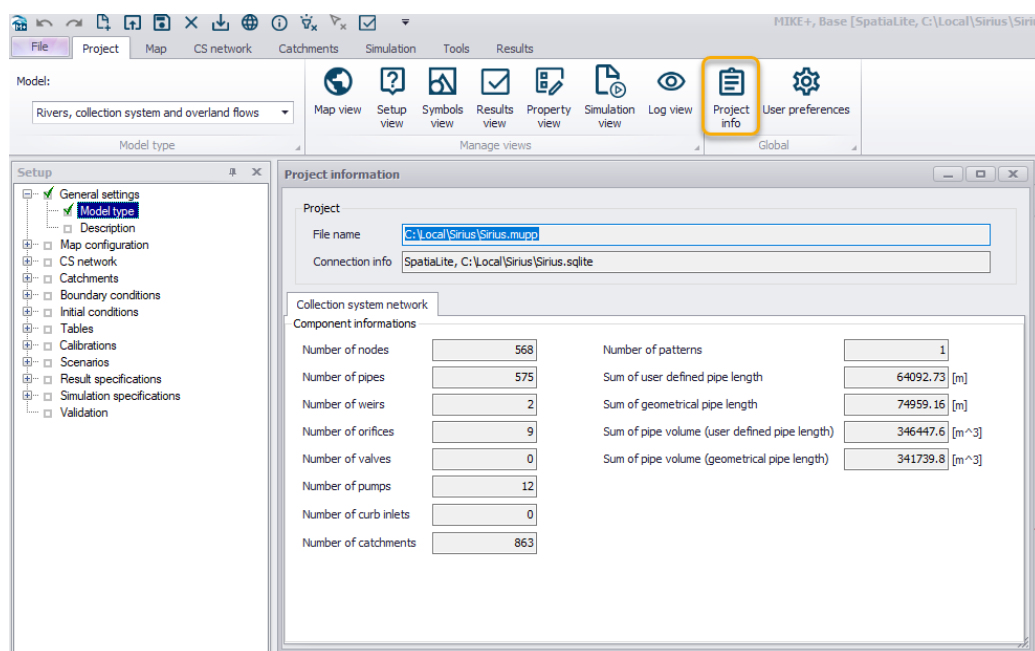 MIKE+, Base [SpatiaLite, C:\Local\Sirius\Siri
File Project Map CS network Catchments Simulation Tools Results
Model:
Rivers, collection system and overland flows
Model type
Map view
Setup view
Symbols view
Results view
Property view
Simulation view
Log view
Manage views
Project info
User preferences
Global
Setup
General settings
Model type
Description
Map configuration
CS network
Catchments
Boundary conditions
Initial conditions
Tables
Calibrations
Scenarios
Result specifications
Simulation specifications
Validation
Project information
Project
File name C:\Local\Sirius\Sirius.mupp
Connection info SpatiaLite, C:\Local\Sirius\Sirius.sqlite
Collection system network
Component informations
Number of nodes 568
Number of pipes 575
Number of weirs 2
Number of orifices 9
Number of valves 0
Number of pumps 12
Number of curb inlets 0
Number of catchments 863
Number of patterns 1
Sum of user defined pipe length 64092.73 [m]
Sum of geometrical pipe length 74959.16 [m]
Sum of pipe volume (user defined pipe length) 346447.6 [m^3]
Sum of pipe volume (geometrical pipe length) 341739.8 [m^3]